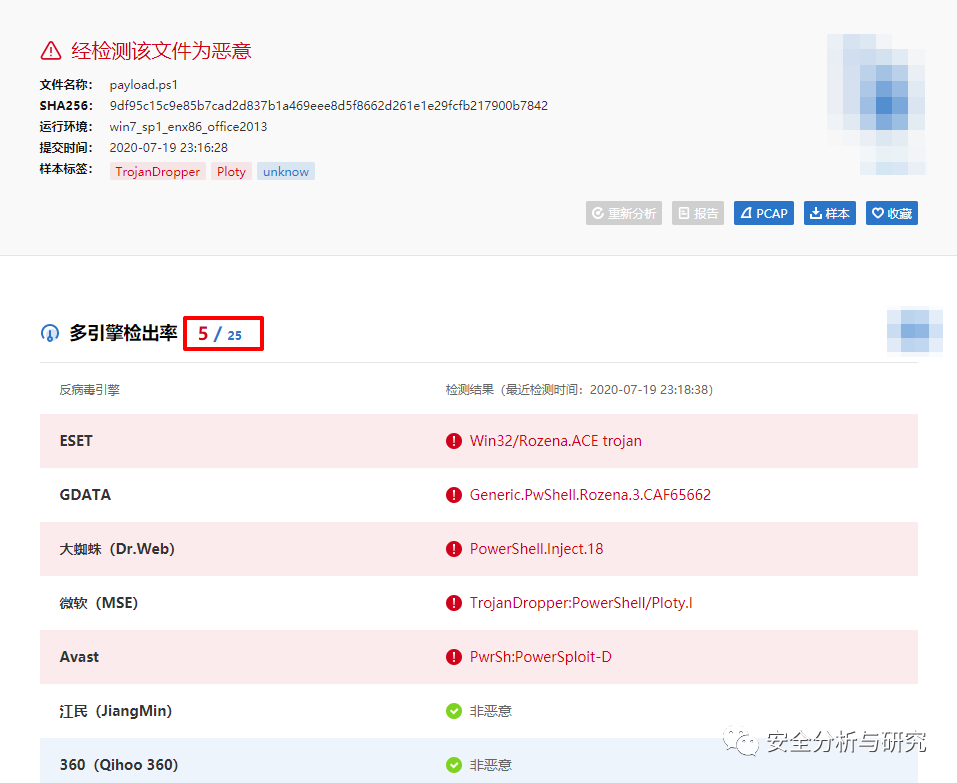 经检测该文件为恶意
文件名称： payload.ps1
SHA256: 9df95c15c9e85b7cad2d837b1a469eee8d5f8662d261e1e29fcfb217900b7842
运行环境： win7_sp1_enx86_office2013
提交时间： 2020-07-19 23:16:28
样本标签： TrojanDropper Ploty unknow
重新分析 报告 PCAP 样本 收藏
多引擎检出率 5 / 25
反病毒引擎 检测结果（最近检测时间：2020-07-19 23:18:38）
ESET Win32/Rozena.ACE trojan
GDATA Generic.PwShell.Rozena.3.CAF65662
大蜘蛛（Dr.Web） PowerShell.Inject.18
微软（MSE） TrojanDropper:PowerShell/Ploty.I
Avast PwrSh:PowerSploit-D
江民（JiangMin） 非恶意
360（Qihoo 360） 非恶意
安全分析与研究